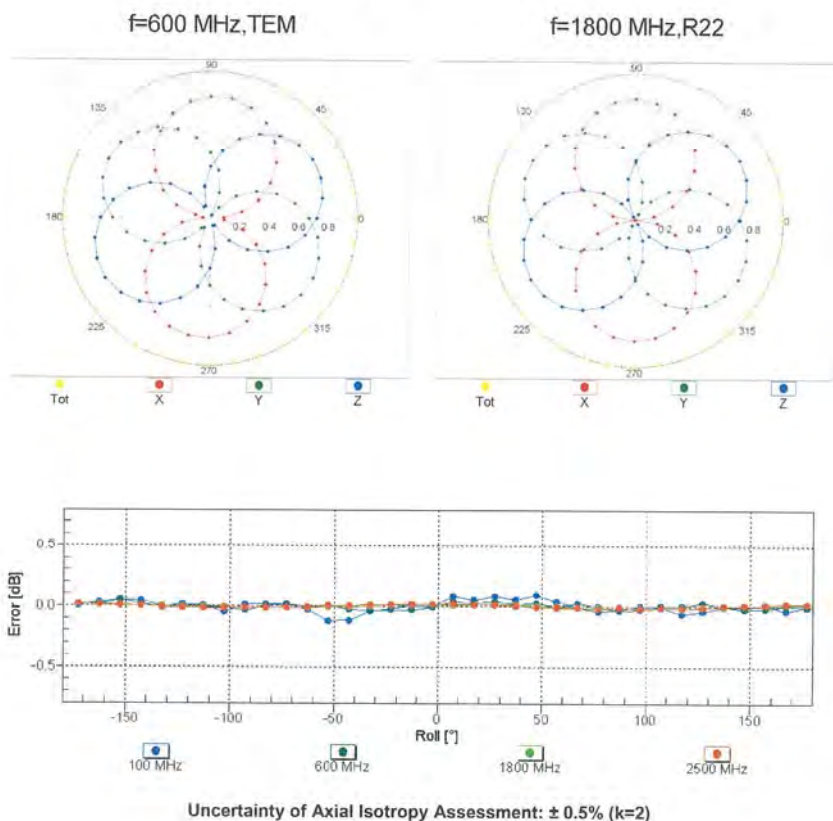 f=600 MHz,TEM
f=1800 MHz,R22
90
135
45
180
0.2 0.4 0.6 0.8
0
225
315
270
Tot
X
Y
Z
90
120
45
180
0.2 0.4 0.6 0.8
0
225
315
270
Tot
X
Y
Z
Error [dB]
0.5
0.0
-0.5
-150
-100
-50
0
50
100
150
Roll [°]
100 MHz
600 MHz
1800 MHz
2500 MHz
Uncertainty of Axial Isotropy Assessment: ± 0.5% (k=2)